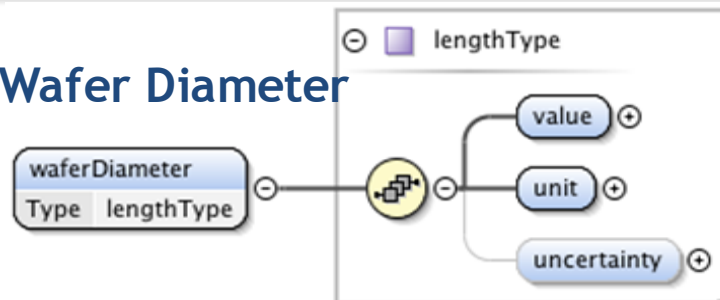 lengthType
Wafer Diameter
value
waferDiameter
Type lengthType
unit
uncertainty